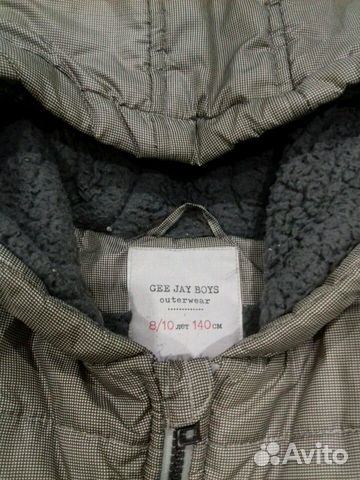 GEE JAY BOYS
outerwear
8/10 лет 140 см
Avito